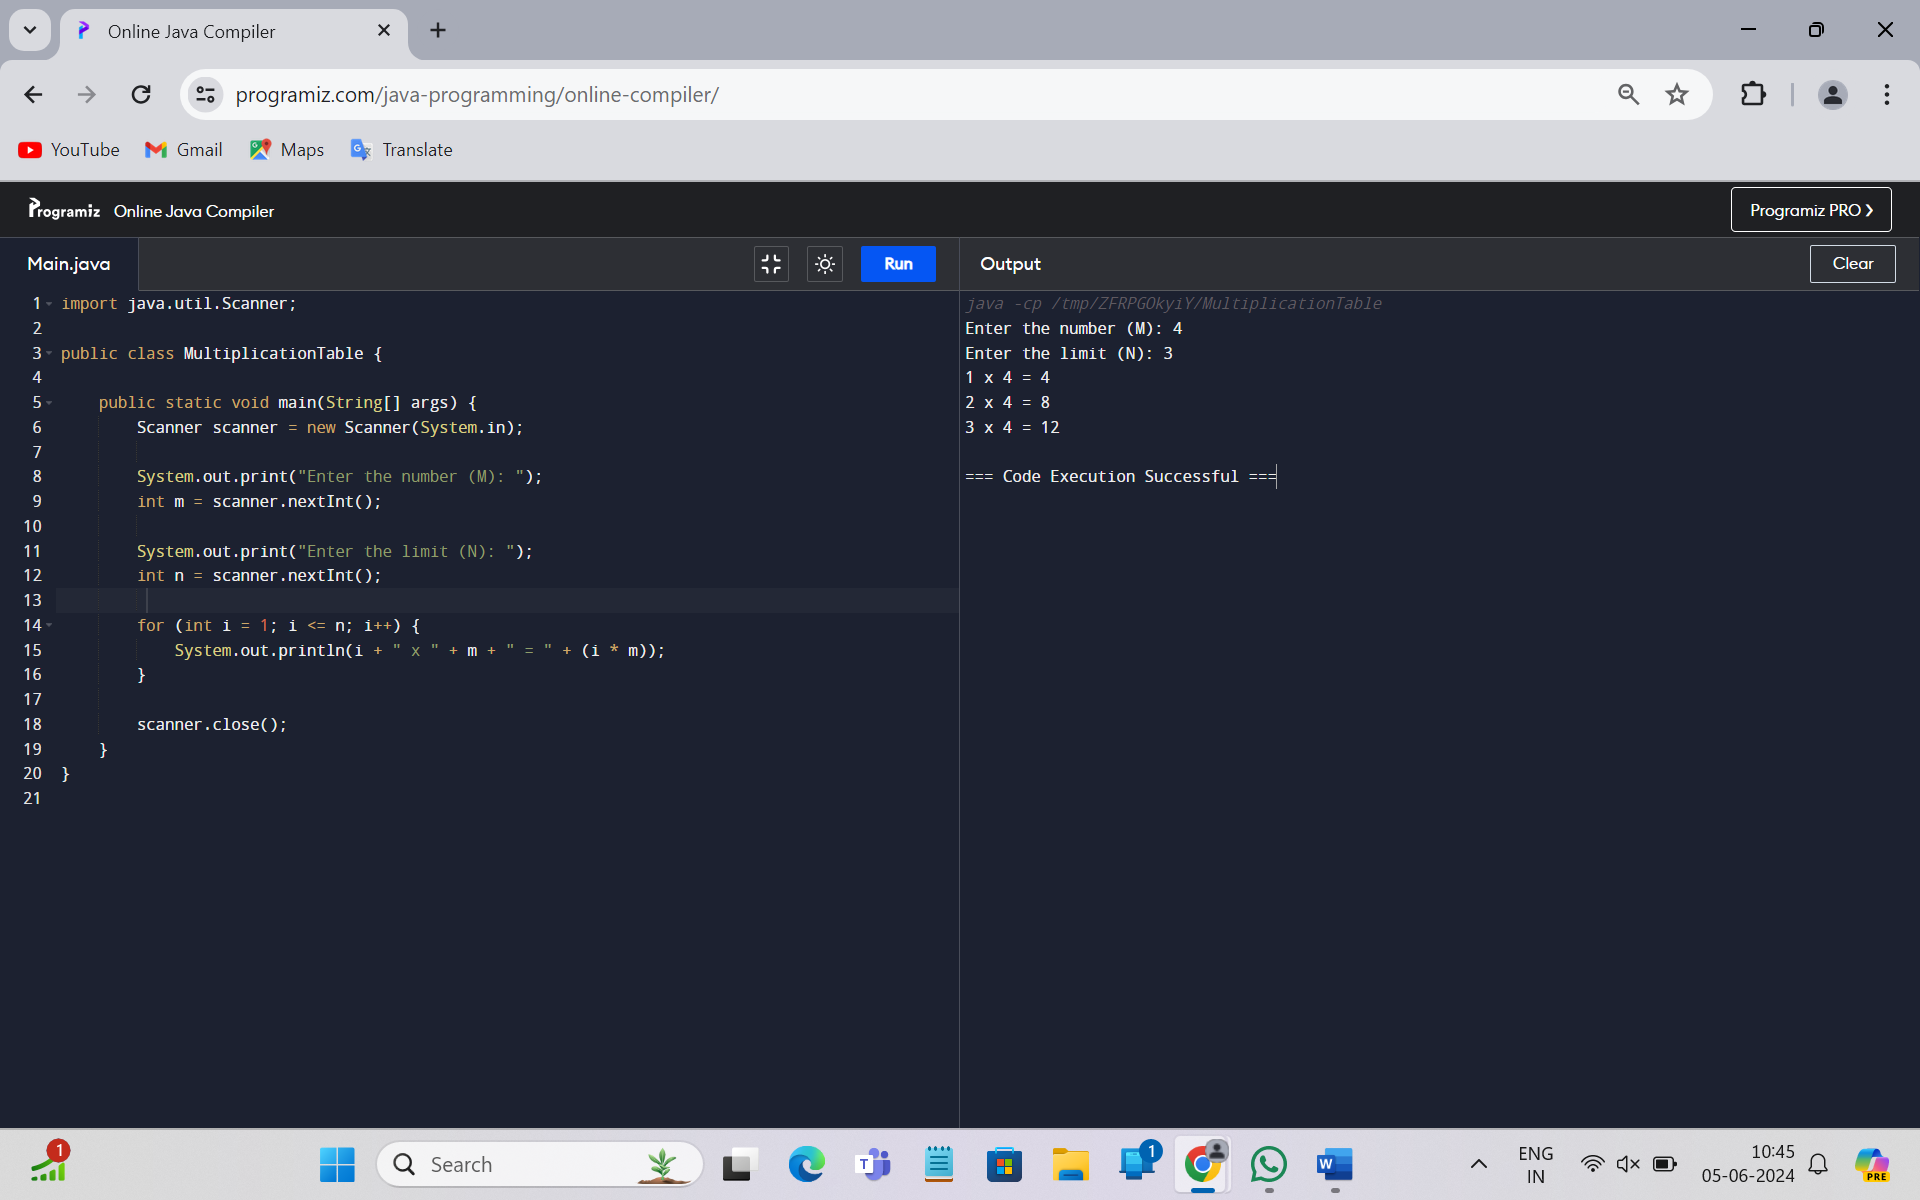 Online Java Compiler
programiz.com/java-programming/online-compiler/
YouTube Gmail Maps Translate
Programiz Online Java Compiler Programiz PRO ❯
Main.java Run
1 import java.util.Scanner;
2
3 public class MultiplicationTable {
4
5 public static void main(String[] args) {
6 Scanner scanner = new Scanner(System.in);
7
8 System.out.print("Enter the number (M): ");
9 int m = scanner.nextInt();
10
11 System.out.print("Enter the limit (N): ");
12 int n = scanner.nextInt();
13
14 for (int i = 1; i <= n; i++) {
15 System.out.println(i + " x " + m + " = " + (i * m));
16 }
17
18 scanner.close();
19 }
20 }
21
Output Clear
java -cp /tmp/ZFRPGOkyiY/MultiplicationTable
Enter the number (M): 4
Enter the limit (N): 3
1 x 4 = 4
2 x 4 = 8
3 x 4 = 12
=== Code Execution Successful ===
1
Search
T
1
W
ENG
IN
10:45
05-06-2024
PRE